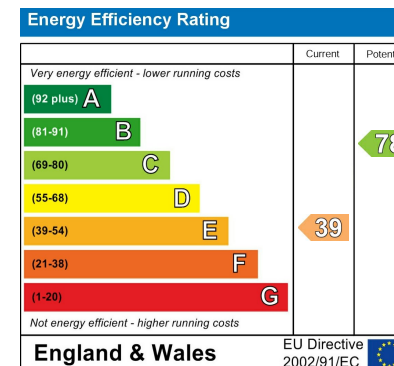 Energy Efficiency Rating
Current
Very energy efficient - lower running costs
(92 plus) A
(81-91) B
(69-80) C
(55-68) D
(39-54) E
(21-38) F
(1-20) G
39
Not energy efficient - higher running costs
England & Wales
EU Directive
2002/91/EC